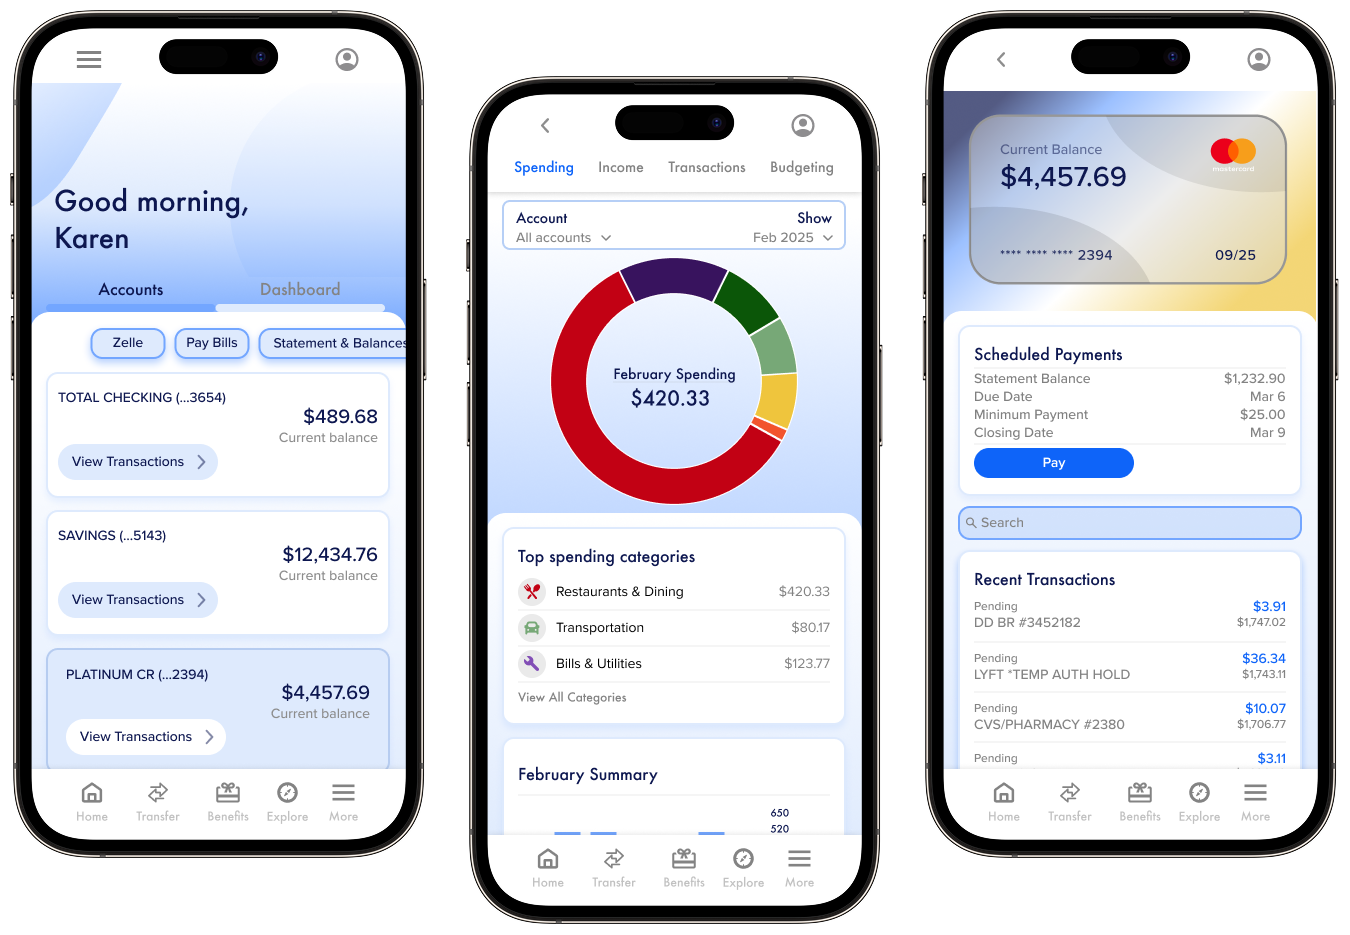 Good morning,
Karen
Accounts
Dashboard
Zelle
Pay Bills
Statement & Balances
TOTAL CHECKING (...3654)
$489.68
Current balance
View Transactions
SAVINGS (...5143)
$12,434.76
Current balance
View Transactions
PLATINUM CR (...2394)
$4,457.69
Current balance
View Transactions
Home
Transfer
Benefits
Explore
More
Spending
Income
Transactions
Budgeting
Account
Show
All accounts
Feb 2025
February Spending
$420.33
Top spending categories
Restaurants & Dining
$420.33
Transportation
$80.17
Bills & Utilities
$123.77
View All Categories
February Summary
650
520
Home
Transfer
Benefits
Explore
More
Current Balance
$4,457.69
mastercard
**** **** **** 2394
09/25
Scheduled Payments
Statement Balance
$1,232.90
Due Date
Mar 6
Minimum Payment
$25.00
Closing Date
Mar 9
Pay
Search
Recent Transactions
Pending
$3.91
DD BR #3452182
$1,747.02
Pending
$36.34
LYFT *TEMP AUTH HOLD
$1,743.11
Pending
$10.07
CVS/PHARMACY #2380
$1,706.77
Pending
$3.11
Home
Transfer
Benefits
Explore
More